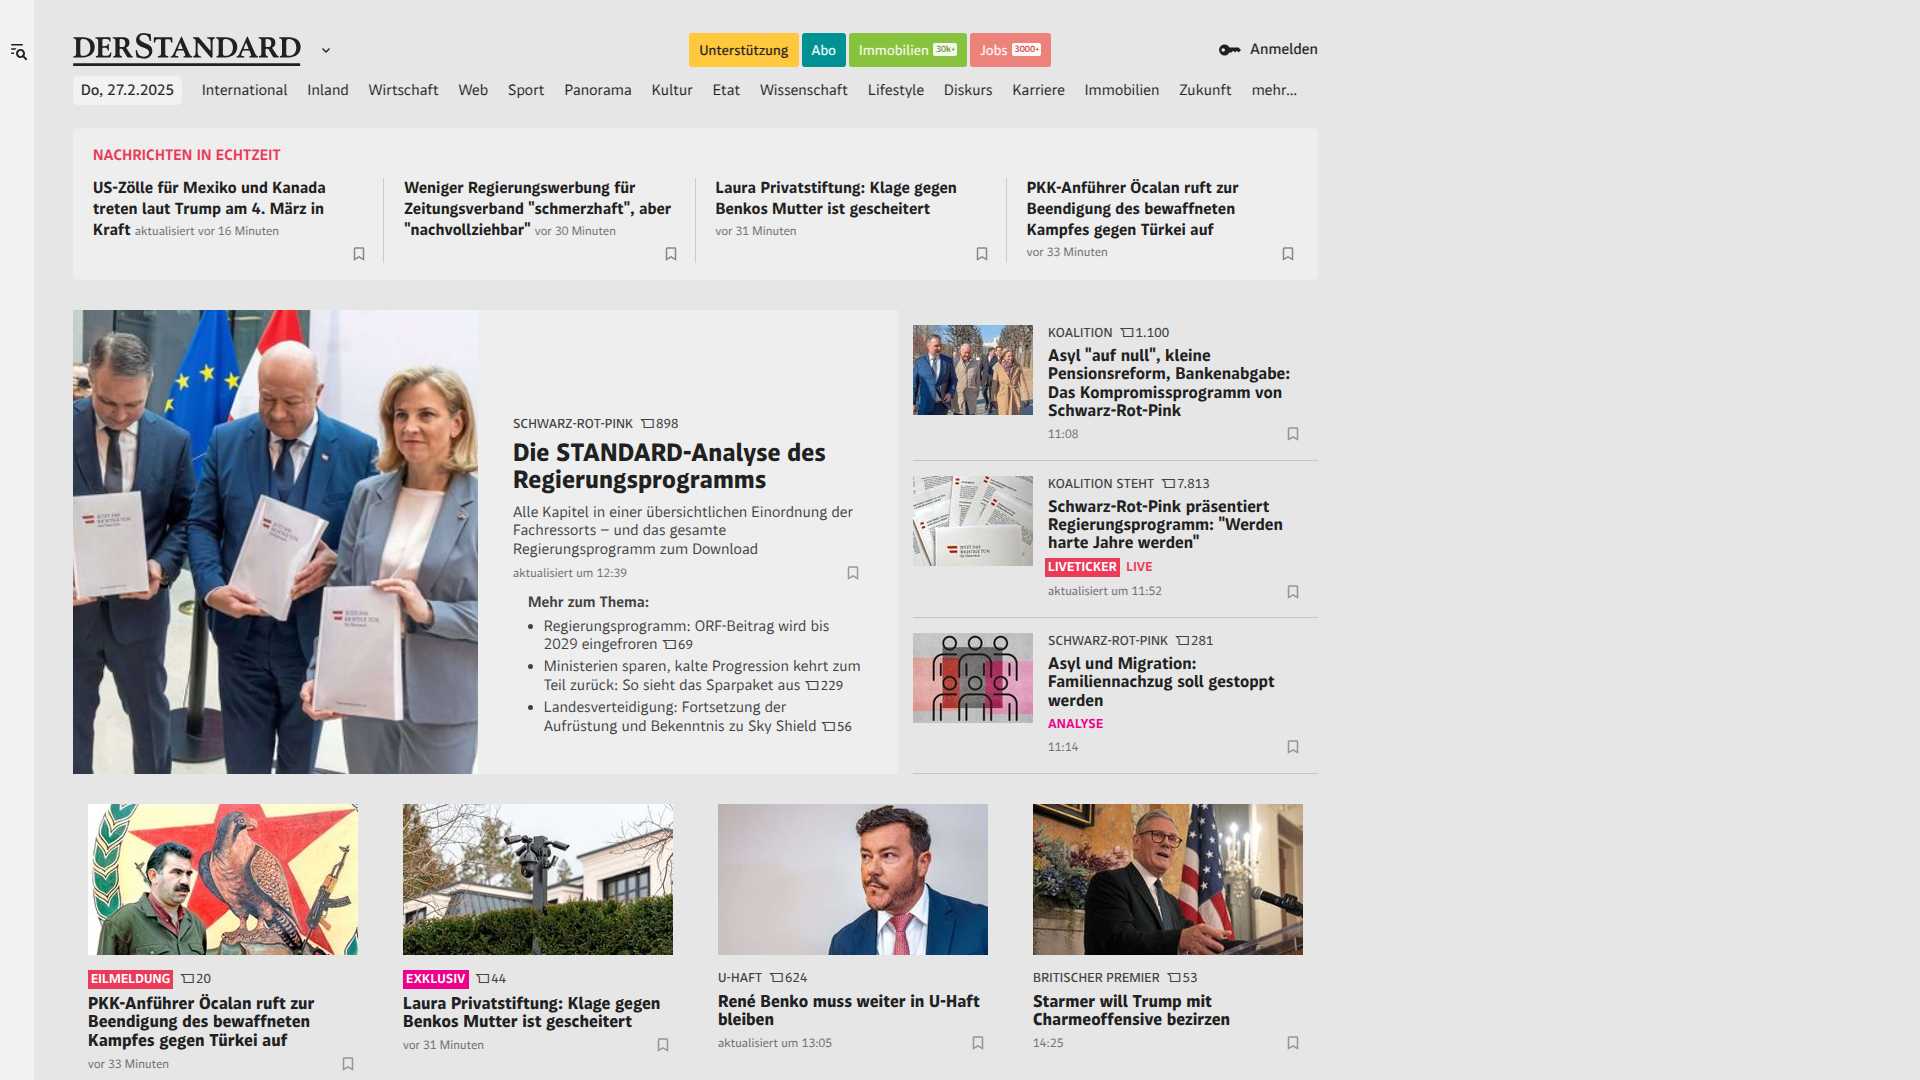 DERSTANDARD
Unterstützung
Abo
Immobilien 30k+
Jobs 3000+
Anmelden
Do, 27.2.2025
International
Inland
Wirtschaft
Web
Sport
Panorama
Kultur
Etat
Wissenschaft
Lifestyle
Diskurs
Karriere
Immobilien
Zukunft
mehr...
NACHRICHTEN IN ECHTZEIT
US-Zölle für Mexiko und Kanada
treten laut Trump am 4. März in
Kraft aktualisiert vor 16 Minuten
Weniger Regierungswerbung für
Zeitungsverband "schmerzhaft", aber
"nachvollziehbar" vor 30 Minuten
Laura Privatstiftung: Klage gegen
Benkos Mutter ist gescheitert
vor 31 Minuten
PKK-Anführer Öcalan ruft zur
Beendigung des bewaffneten
Kampfes gegen Türkei auf
vor 33 Minuten
SCHWARZ-ROT-PINK 898
Die STANDARD-Analyse des
Regierungsprogramms
Alle Kapitel in einer übersichtlichen Einordnung der
Fachressorts – und das gesamte
Regierungsprogramm zum Download
aktualisiert um 12:39
Mehr zum Thema:
Regierungsprogramm: ORF-Beitrag wird bis
2029 eingefroren 69
Ministerien sparen, kalte Progression kehrt zum
Teil zurück: So sieht das Sparpaket aus 229
Landesverteidigung: Fortsetzung der
Aufrüstung und Bekenntnis zu Sky Shield 56
KOALITION 1.100
Asyl "auf null", kleine
Pensionsreform, Bankenabgabe:
Das Kompromissprogramm von
Schwarz-Rot-Pink
11:08
KOALITION STEHT 7.813
Schwarz-Rot-Pink präsentiert
Regierungsprogramm: "Werden
harte Jahre werden"
LIVETICKER LIVE
aktualisiert um 11:52
SCHWARZ-ROT-PINK 281
Asyl und Migration:
Familiennachzug soll gestoppt
werden
ANALYSE
11:14
EILMELDUNG 20
PKK-Anführer Öcalan ruft zur
Beendigung des bewaffneten
Kampfes gegen Türkei auf
vor 33 Minuten
EXKLUSIV 44
Laura Privatstiftung: Klage gegen
Benkos Mutter ist gescheitert
vor 31 Minuten
U-HAFT 624
René Benko muss weiter in U-Haft
bleiben
aktualisiert um 13:05
BRITISCHER PREMIER 53
Starmer will Trump mit
Charmeoffensive bezirzen
14:25